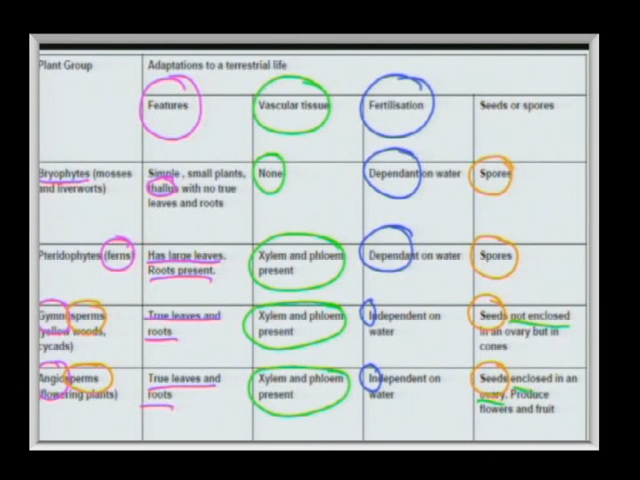 Plant Group
Adaptations to a terrestrial life
Features
Vascular tissue
Fertilisation
Seeds or spores
Bryophytes (mosses
and liverworts)
Simple , small plants,
thallus with no true
leaves and roots
None
Dependant on water
Spores
Pteridophytes (ferns)
Has large leaves.
Roots present.
Xylem and phloem
present
Dependant on water
Spores
Gymnosperms
(yellow woods,
cycads)
True leaves and
roots
Xylem and phloem
present
Independent on
water
Seeds not enclosed
in an ovary but in
cones
Angiosperms
(flowering plants)
True leaves and
roots
Xylem and phloem
present
Independent on
water
Seeds enclosed in an
ovary. Produce
flowers and fruit